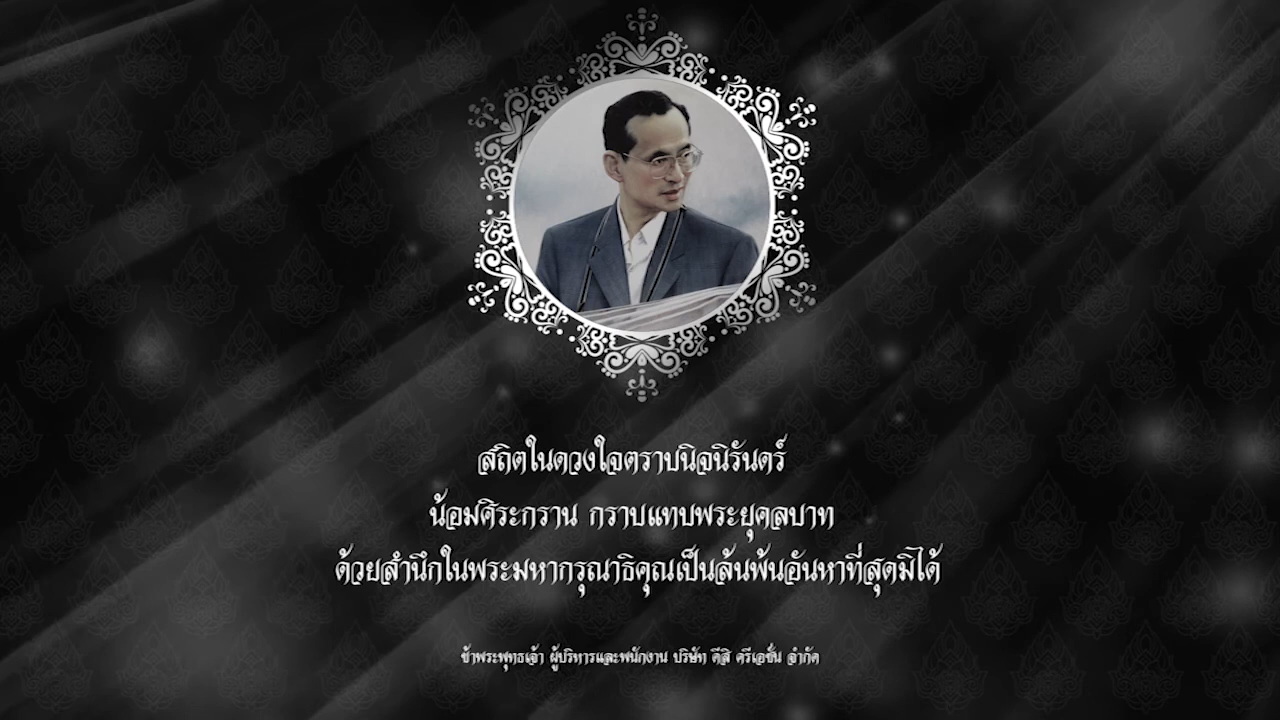 สถิตในดวงใจตราบนิจนิรันดร์
น้อมศิระกราน กราบแทบพระยุคลบาท
ด้วยสำนึกในพระมหากรุณาธิคุณเป็นล้นพ้นอันหาที่สุดมิได้
ข้าพระพุทธเจ้า ผู้บริหารและพนักงาน บริษัท ดีสิ ครีเอชั่น จำกัด